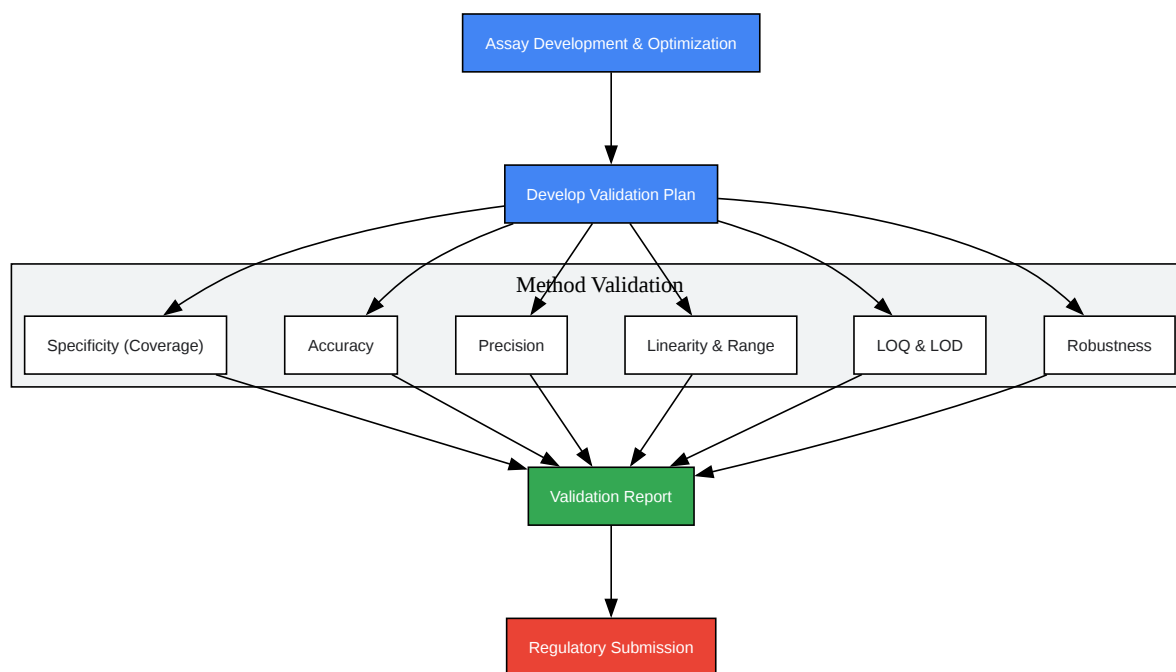 Assay Development & Optimization
Develop Validation Plan
Method Validation
Specificity (Coverage)
Accuracy
Precision
Linearity & Range
LOQ & LOD
Robustness
Validation Report
Regulatory Submission